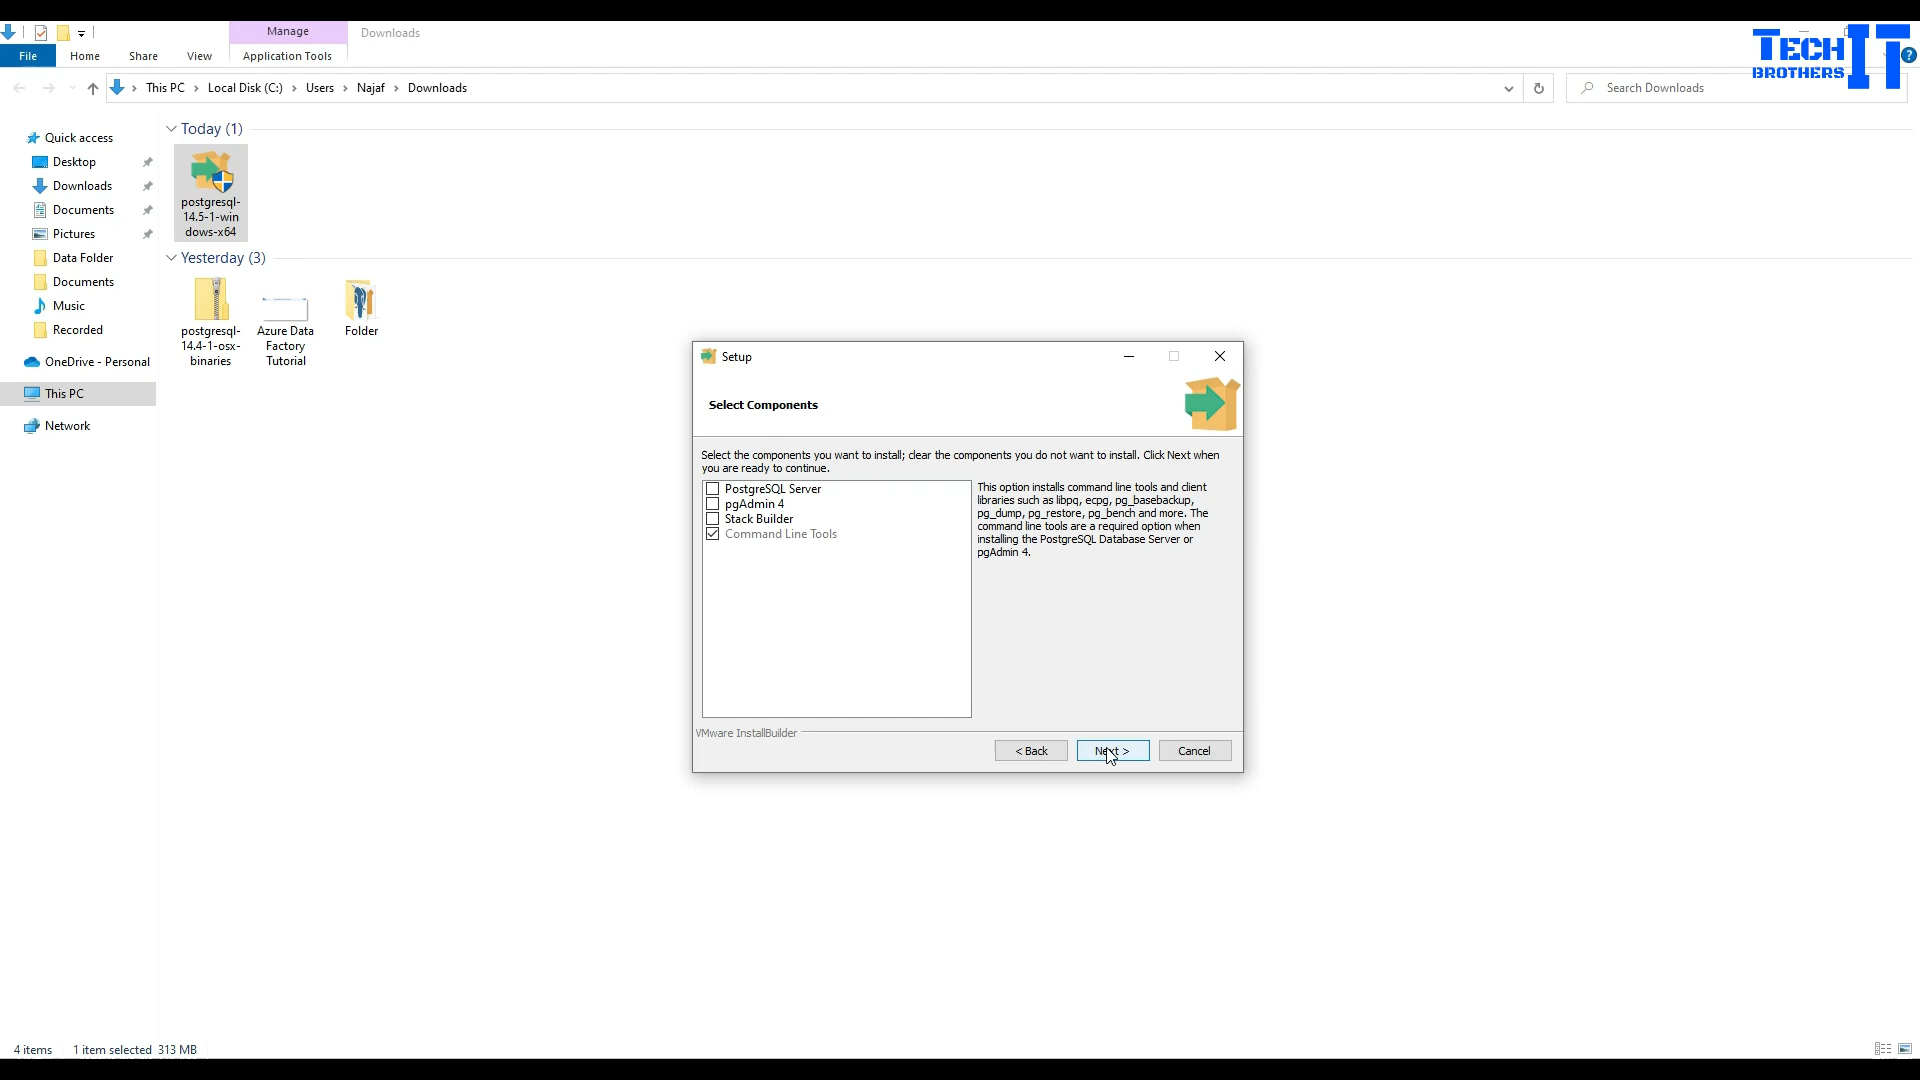 Manage
Downloads
File
Home
Share
View
Application Tools
TECH IT
BROTHERS
?
This PC
Local Disk (C:)
Users
Najaf
Downloads
Search Downloads
Quick access
Desktop
Downloads
Documents
Pictures
Data Folder
Documents
Music
Recorded
OneDrive - Personal
This PC
Network
Today (1)
postgresql-
14.5-1-win
dows-x64
Yesterday (3)
postgresql-
14.4-1-osx-
binaries
Azure Data
Factory
Tutorial
Folder
Setup
Select Components
Select the components you want to install; clear the components you do not want to install. Click Next when
you are ready to continue.
PostgreSQL Server
pgAdmin 4
Stack Builder
Command Line Tools
This option installs command line tools and client
libraries such as libpq, ecpg, pg_basebackup,
pg_dump, pg_restore, pg_bench and more. The
command line tools are a required option when
installing the PostgreSQL Database Server or
pgAdmin 4.
VMware InstallBuilder
< Back
Next >
Cancel
4 items
1 item selected 313 MB